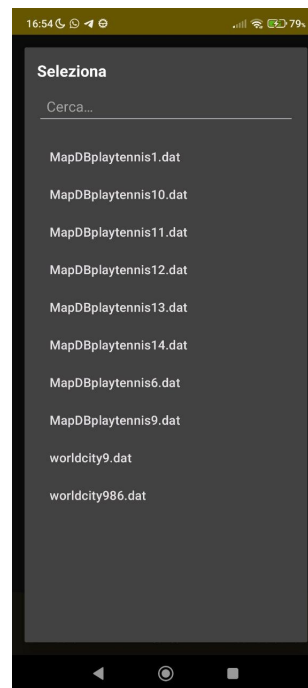 16:54 79%
Seleziona
Cerca...
MapDBplaytennis1.dat
MapDBplaytennis10.dat
MapDBplaytennis11.dat
MapDBplaytennis12.dat
MapDBplaytennis13.dat
MapDBplaytennis14.dat
MapDBplaytennis6.dat
MapDBplaytennis9.dat
worldcity9.dat
worldcity986.dat